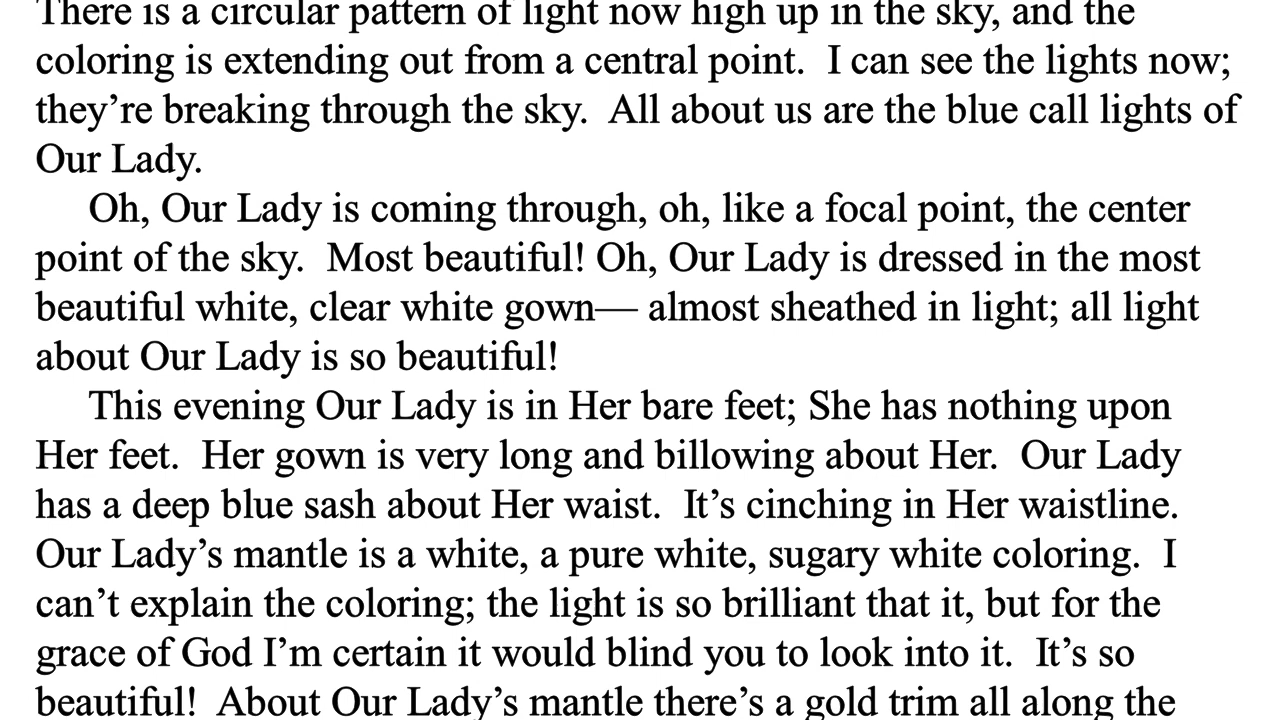 There is a circular pattern of light now high up in the sky, and the
coloring is extending out from a central point.  I can see the lights now;
they’re breaking through the sky.  All about us are the blue call lights of
Our Lady.
Oh, Our Lady is coming through, oh, like a focal point, the center
point of the sky.  Most beautiful! Oh, Our Lady is dressed in the most
beautiful white, clear white gown— almost sheathed in light; all light
about Our Lady is so beautiful!
This evening Our Lady is in Her bare feet; She has nothing upon
Her feet.  Her gown is very long and billowing about Her.  Our Lady
has a deep blue sash about Her waist.  It’s cinching in Her waistline.
Our Lady’s mantle is a white, a pure white, sugary white coloring.  I
can’t explain the coloring; the light is so brilliant that it, but for the
grace of God I’m certain it would blind you to look into it.  It’s so
beautiful!  About Our Lady’s mantle there’s a gold trim all along the